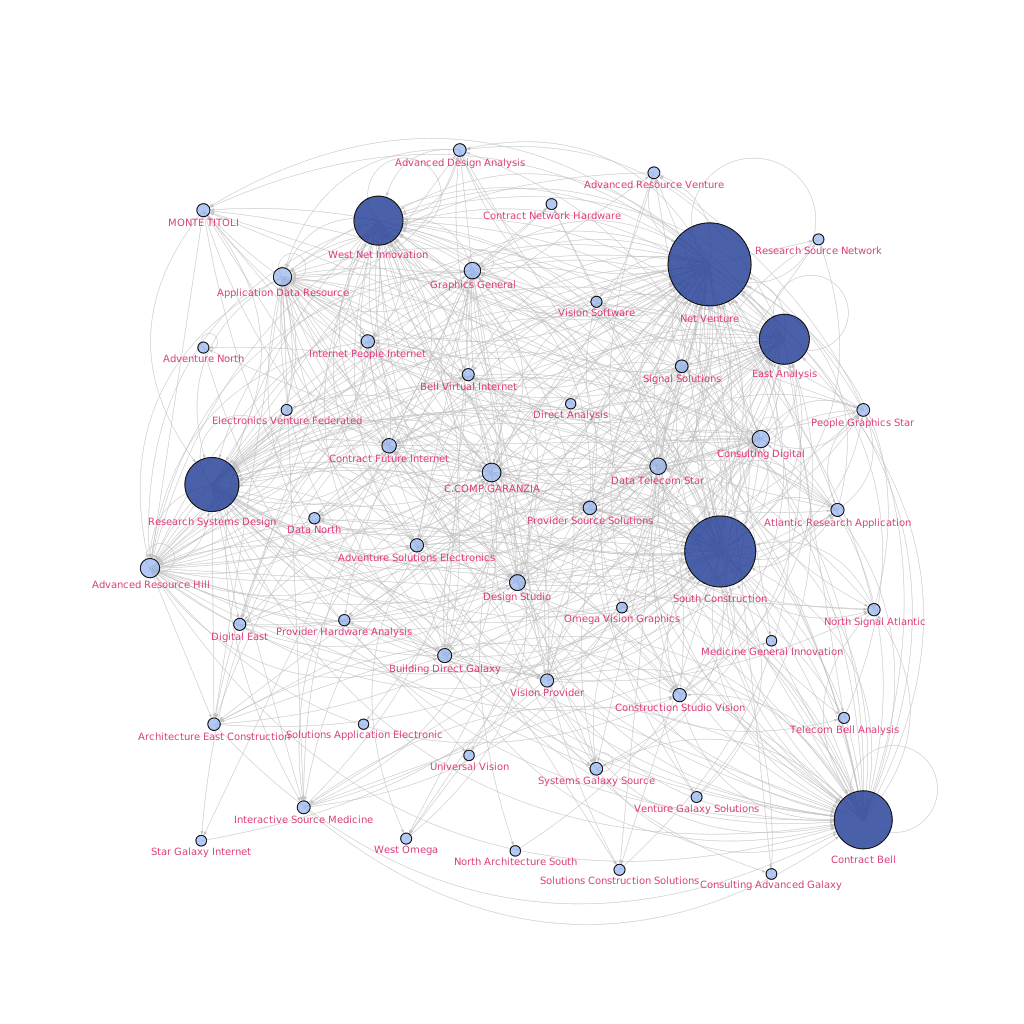 Advanced Design Analysis
Advanced Resource Venture
Contract Network Hardware
MONTE TITOLI
West Net Innovation
Research Source Network
Graphics General
Application Data Resource
Vision Software
Net Venture
Adventure North
Internet People Internet
East Analysis
Signal Solutions
Bell Virtual Internet
Direct Analysis
Electronics Venture Federated
People Graphics Star
Contract Future Internet
Consulting Digital
Data Telecom Star
C.COMP.GARANZIA
Research Systems Design
Data North
Provider Source Solutions
Atlantic Research Application
Adventure Solutions Electronics
Advanced Resource Hill
Design Studio
South Construction
Omega Vision Graphics
North Signal Atlantic
Digital East
Provider Hardware Analysis
Medicine General Innovation
Building Direct Galaxy
Vision Provider
Construction Studio Vision
Telecom Bell Analysis
Architecture East Construction
Solutions Application Electronic
Universal Vision
Systems Galaxy Source
Venture Galaxy Solutions
Interactive Source Medicine
Star Galaxy Internet
West Omega
North Architecture South
Contract Bell
Solutions Construction Solutions
Consulting Advanced Galaxy